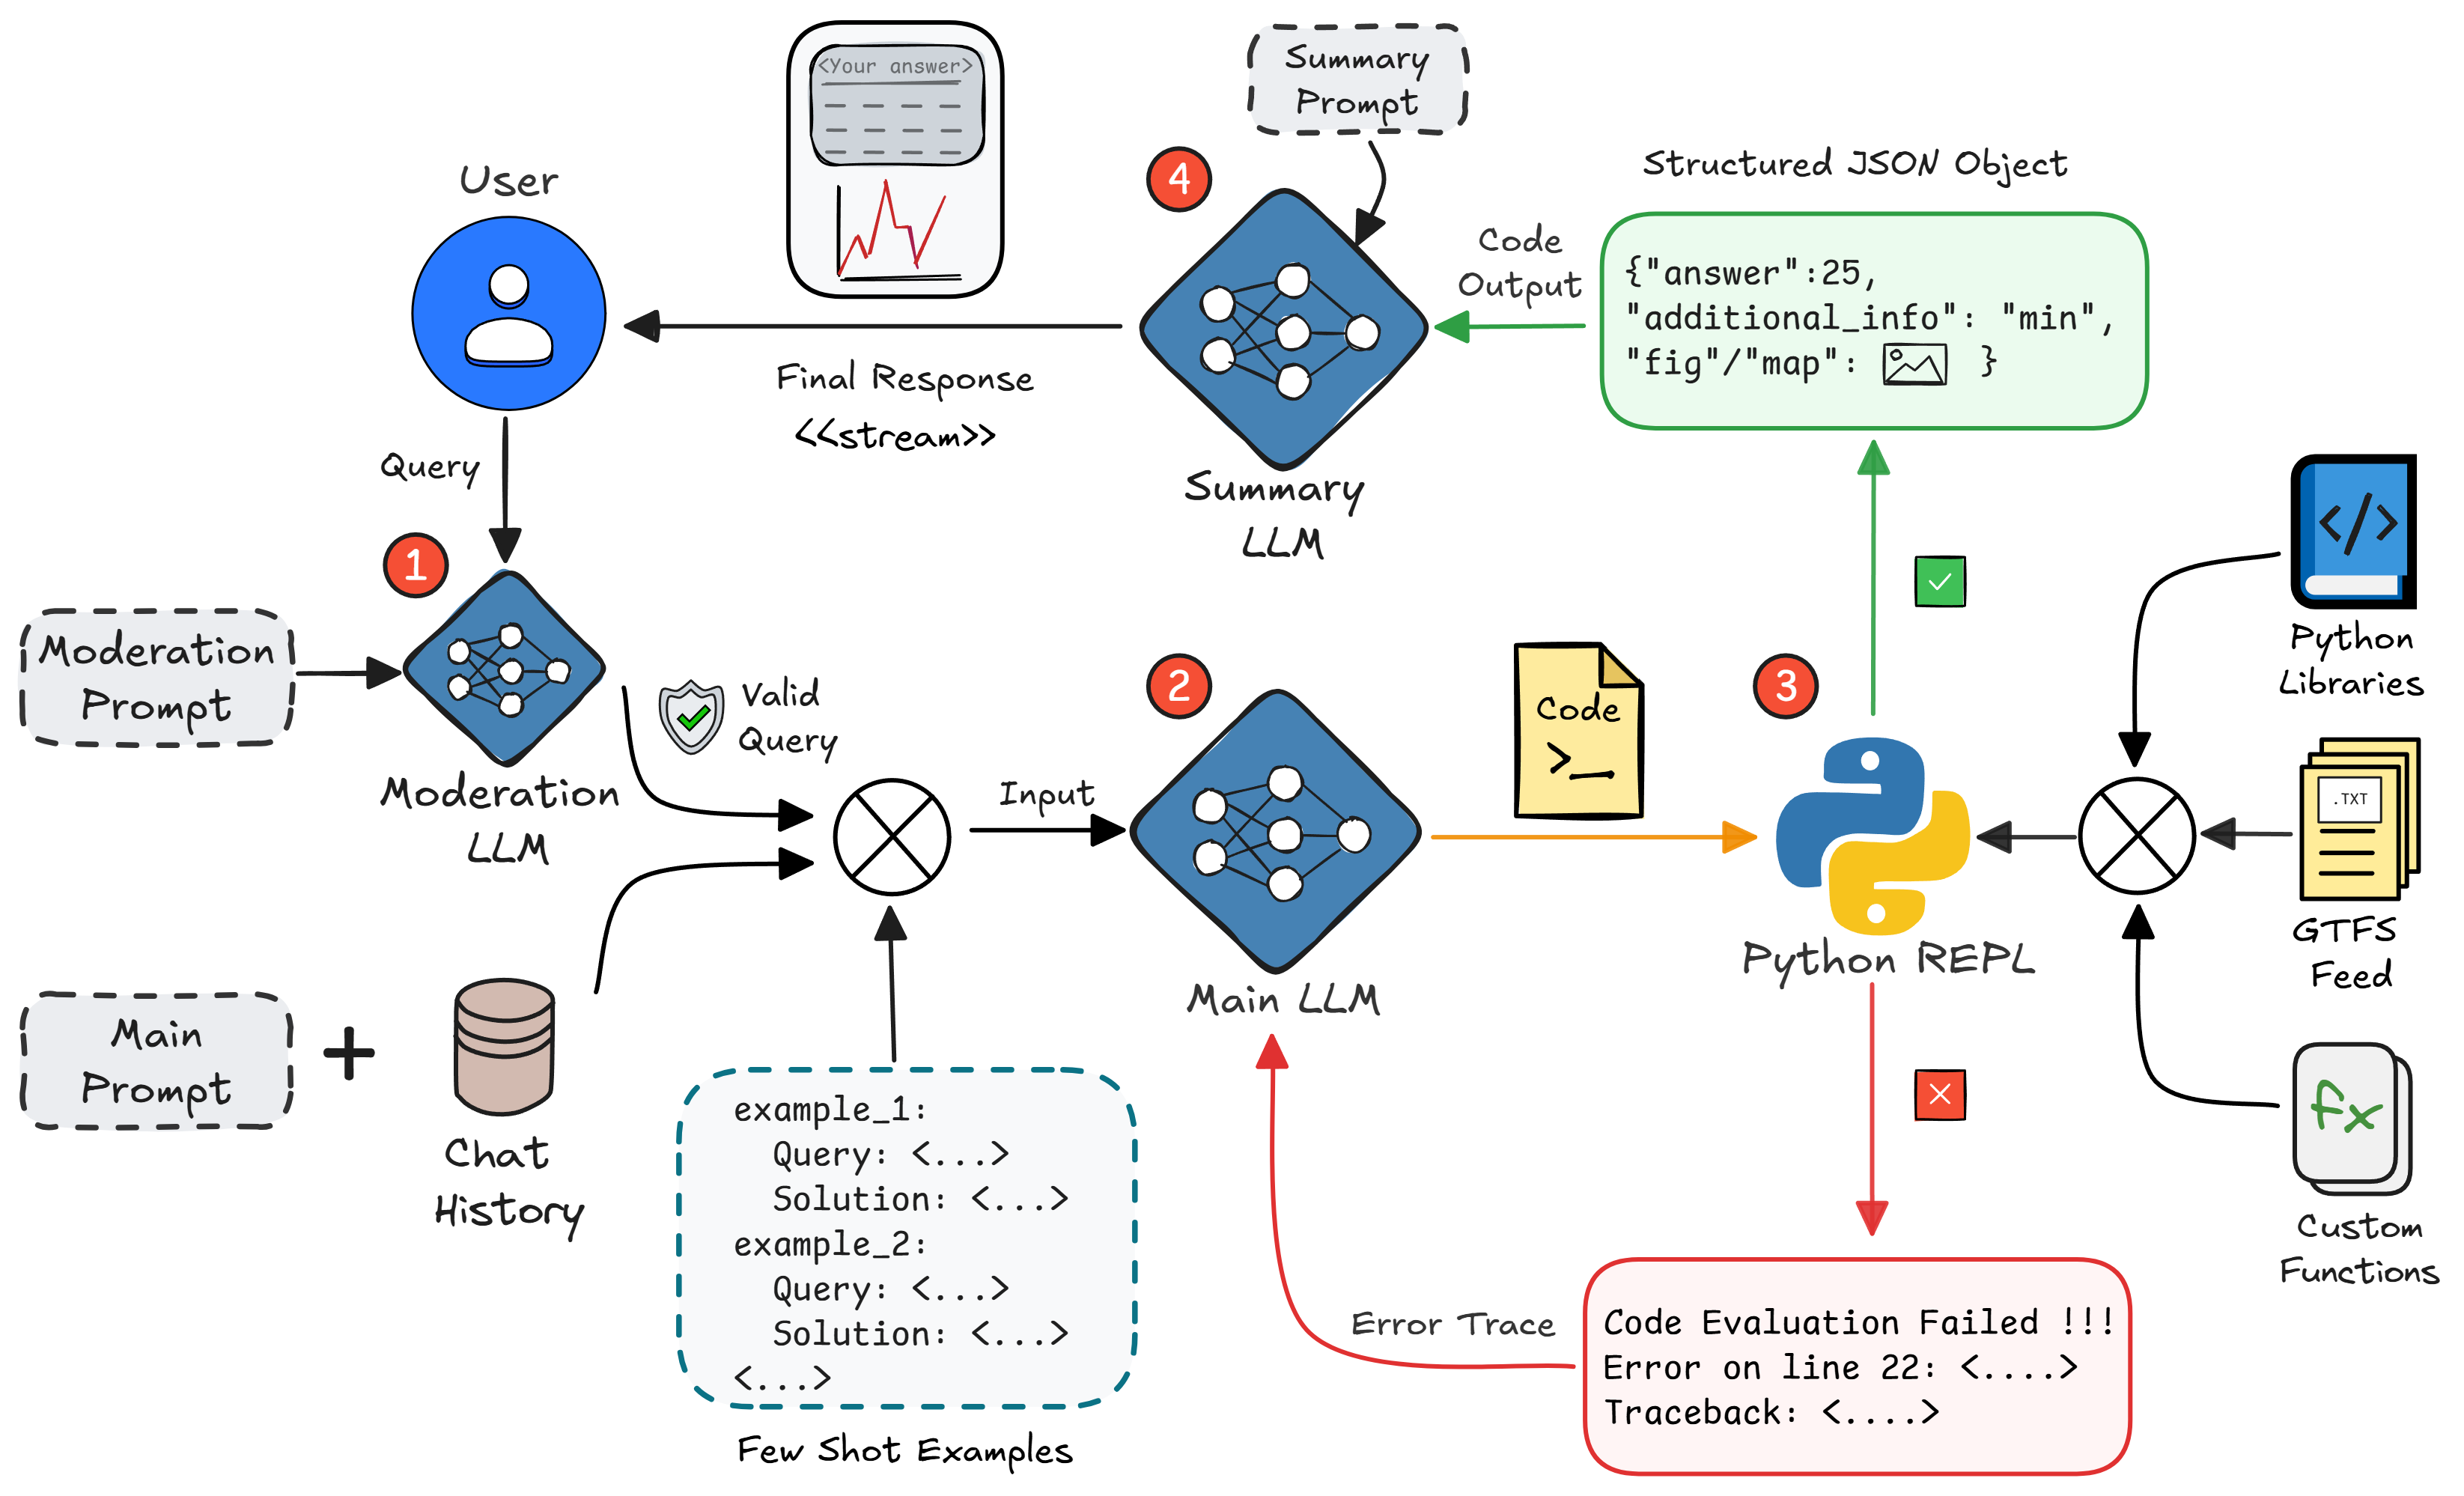 <Your answer>
Summary
Prompt
4
User
Structured JSON Object
Code
Output
{"answer":25,
"additional_info": "min",
"fig"/"map": }
Final Response
<<stream>>
Query
Summary
LLM
1
Moderation
Prompt
Valid
Query
Moderation
LLM
2
Code
>_
3
</>
Python
Libraries
Input
.TXT
GTFS
Feed
Main LLM
Python REPL
Main
Prompt
+
Chat
History
example_1:
Query: <...>
Solution: <...>
example_2:
Query: <...>
Solution: <...>
<...>
Few Shot Examples
fx
Custom
Functions
Error Trace
Code Evaluation Failed !!!
Error on line 22: <....>
Traceback: <....>